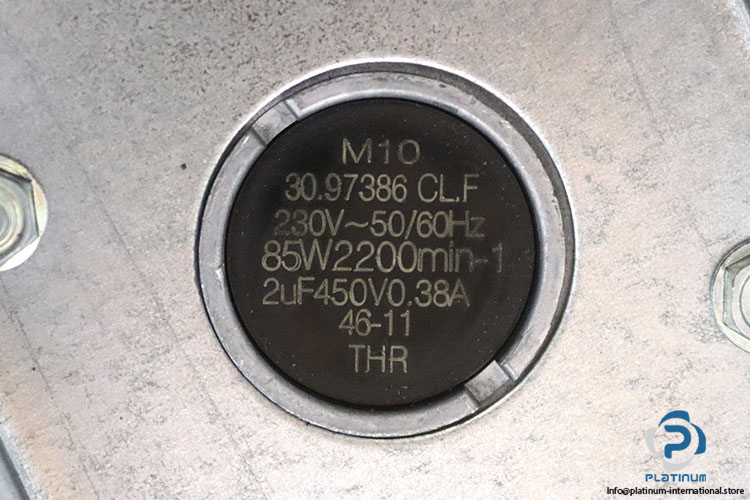 M10
30.97386 CL.F
230V~50/60Hz
85W2200min-1
2uF450V0.38A
46-11
THR
PLATINUM
info@platinum-international.store